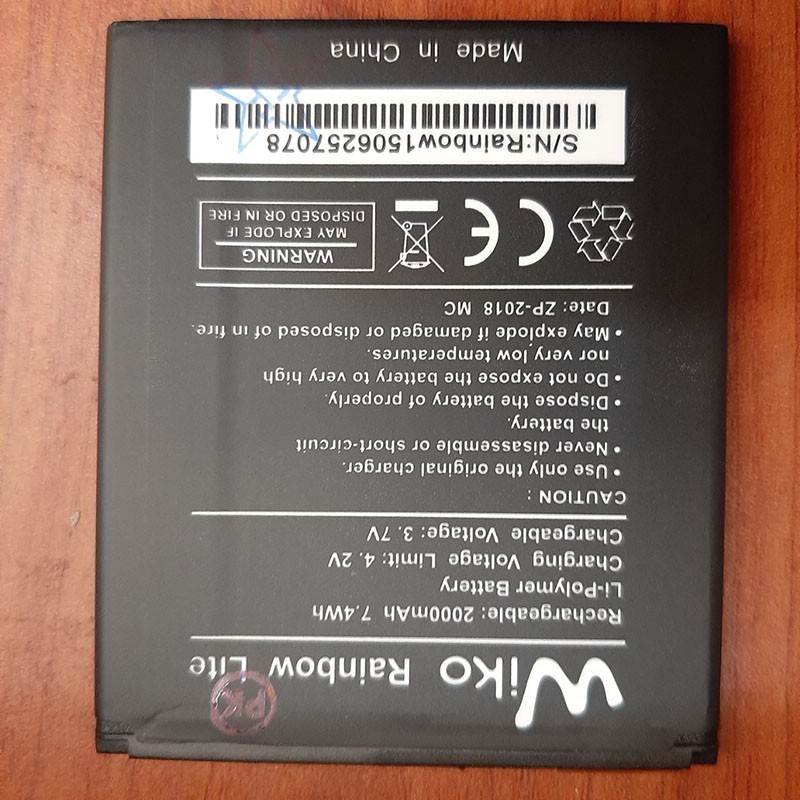 Wiko Rainbow Lite
PK
Rechargeable: 2000mAh 7.4Wh
Li-Polymer Battery
Charging Voltage Limit: 4.2V
Chargeable Voltage: 3.7V
CAUTION :
• Use only the original charger.
• Never disassemble or short-circuit
the battery.
• Dispose the battery of properly.
• Do not expose the battery to very high
nor very low temperatures.
• May explode if damaged or disposed of in fire.
Date: ZP-2018 MC
CE
WARNING
MAY EXPLODE IF
DISPOSED OR IN FIRE
S/N:Rainbow1506257078
Made in China